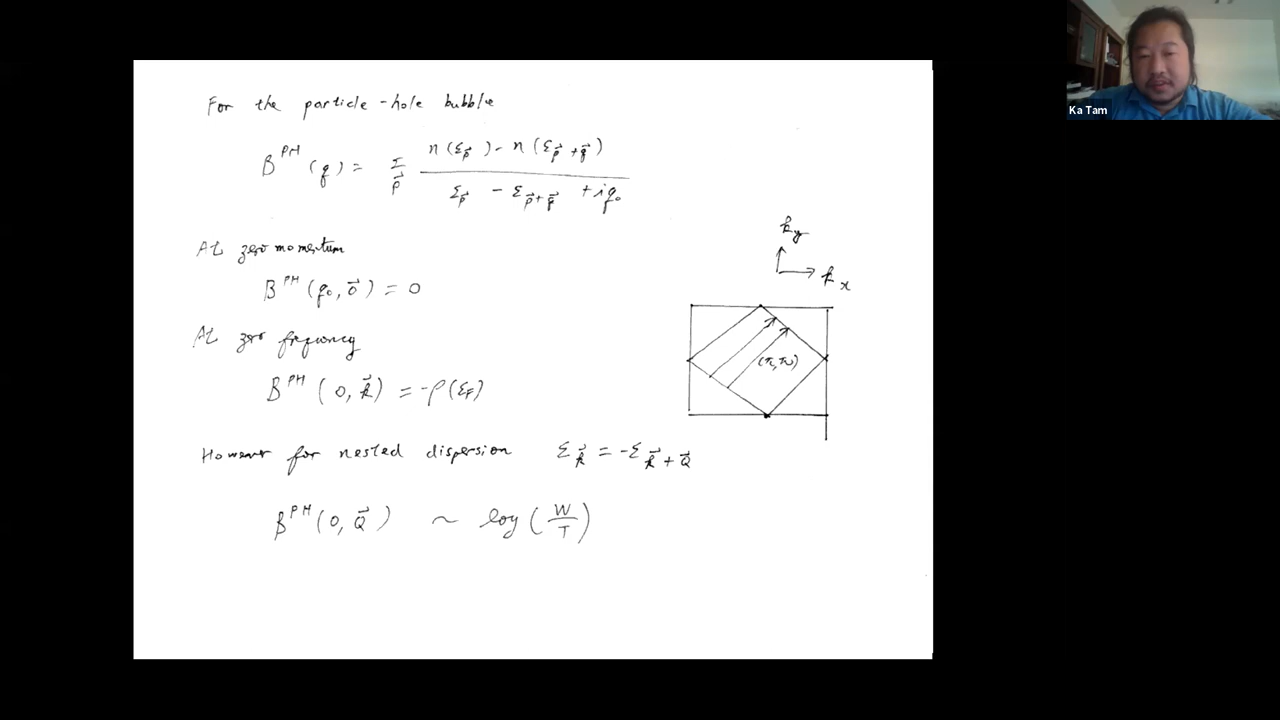 For the particle-hole bubble
B^{PH}(q) = Σ_{\vec{p}} \frac{n(ε_{\vec{p}}) - n(ε_{\vec{p}+\vec{q}})}{ε_{\vec{p}} - ε_{\vec{p}+\vec{q}} + iq_0}
At zero momentum
B^{PH}(q_0, \vec{0}) = 0
At zero frequency
B^{PH}(0, \vec{k}) = -ρ(ε_F)
However for nested dispersion ε_{\vec{k}} = -ε_{\vec{k}+\vec{Q}}
B^{PH}(0, \vec{Q}) ~ log(\frac{W}{T})
k_y
k_x
(π, π)
Ka Tam